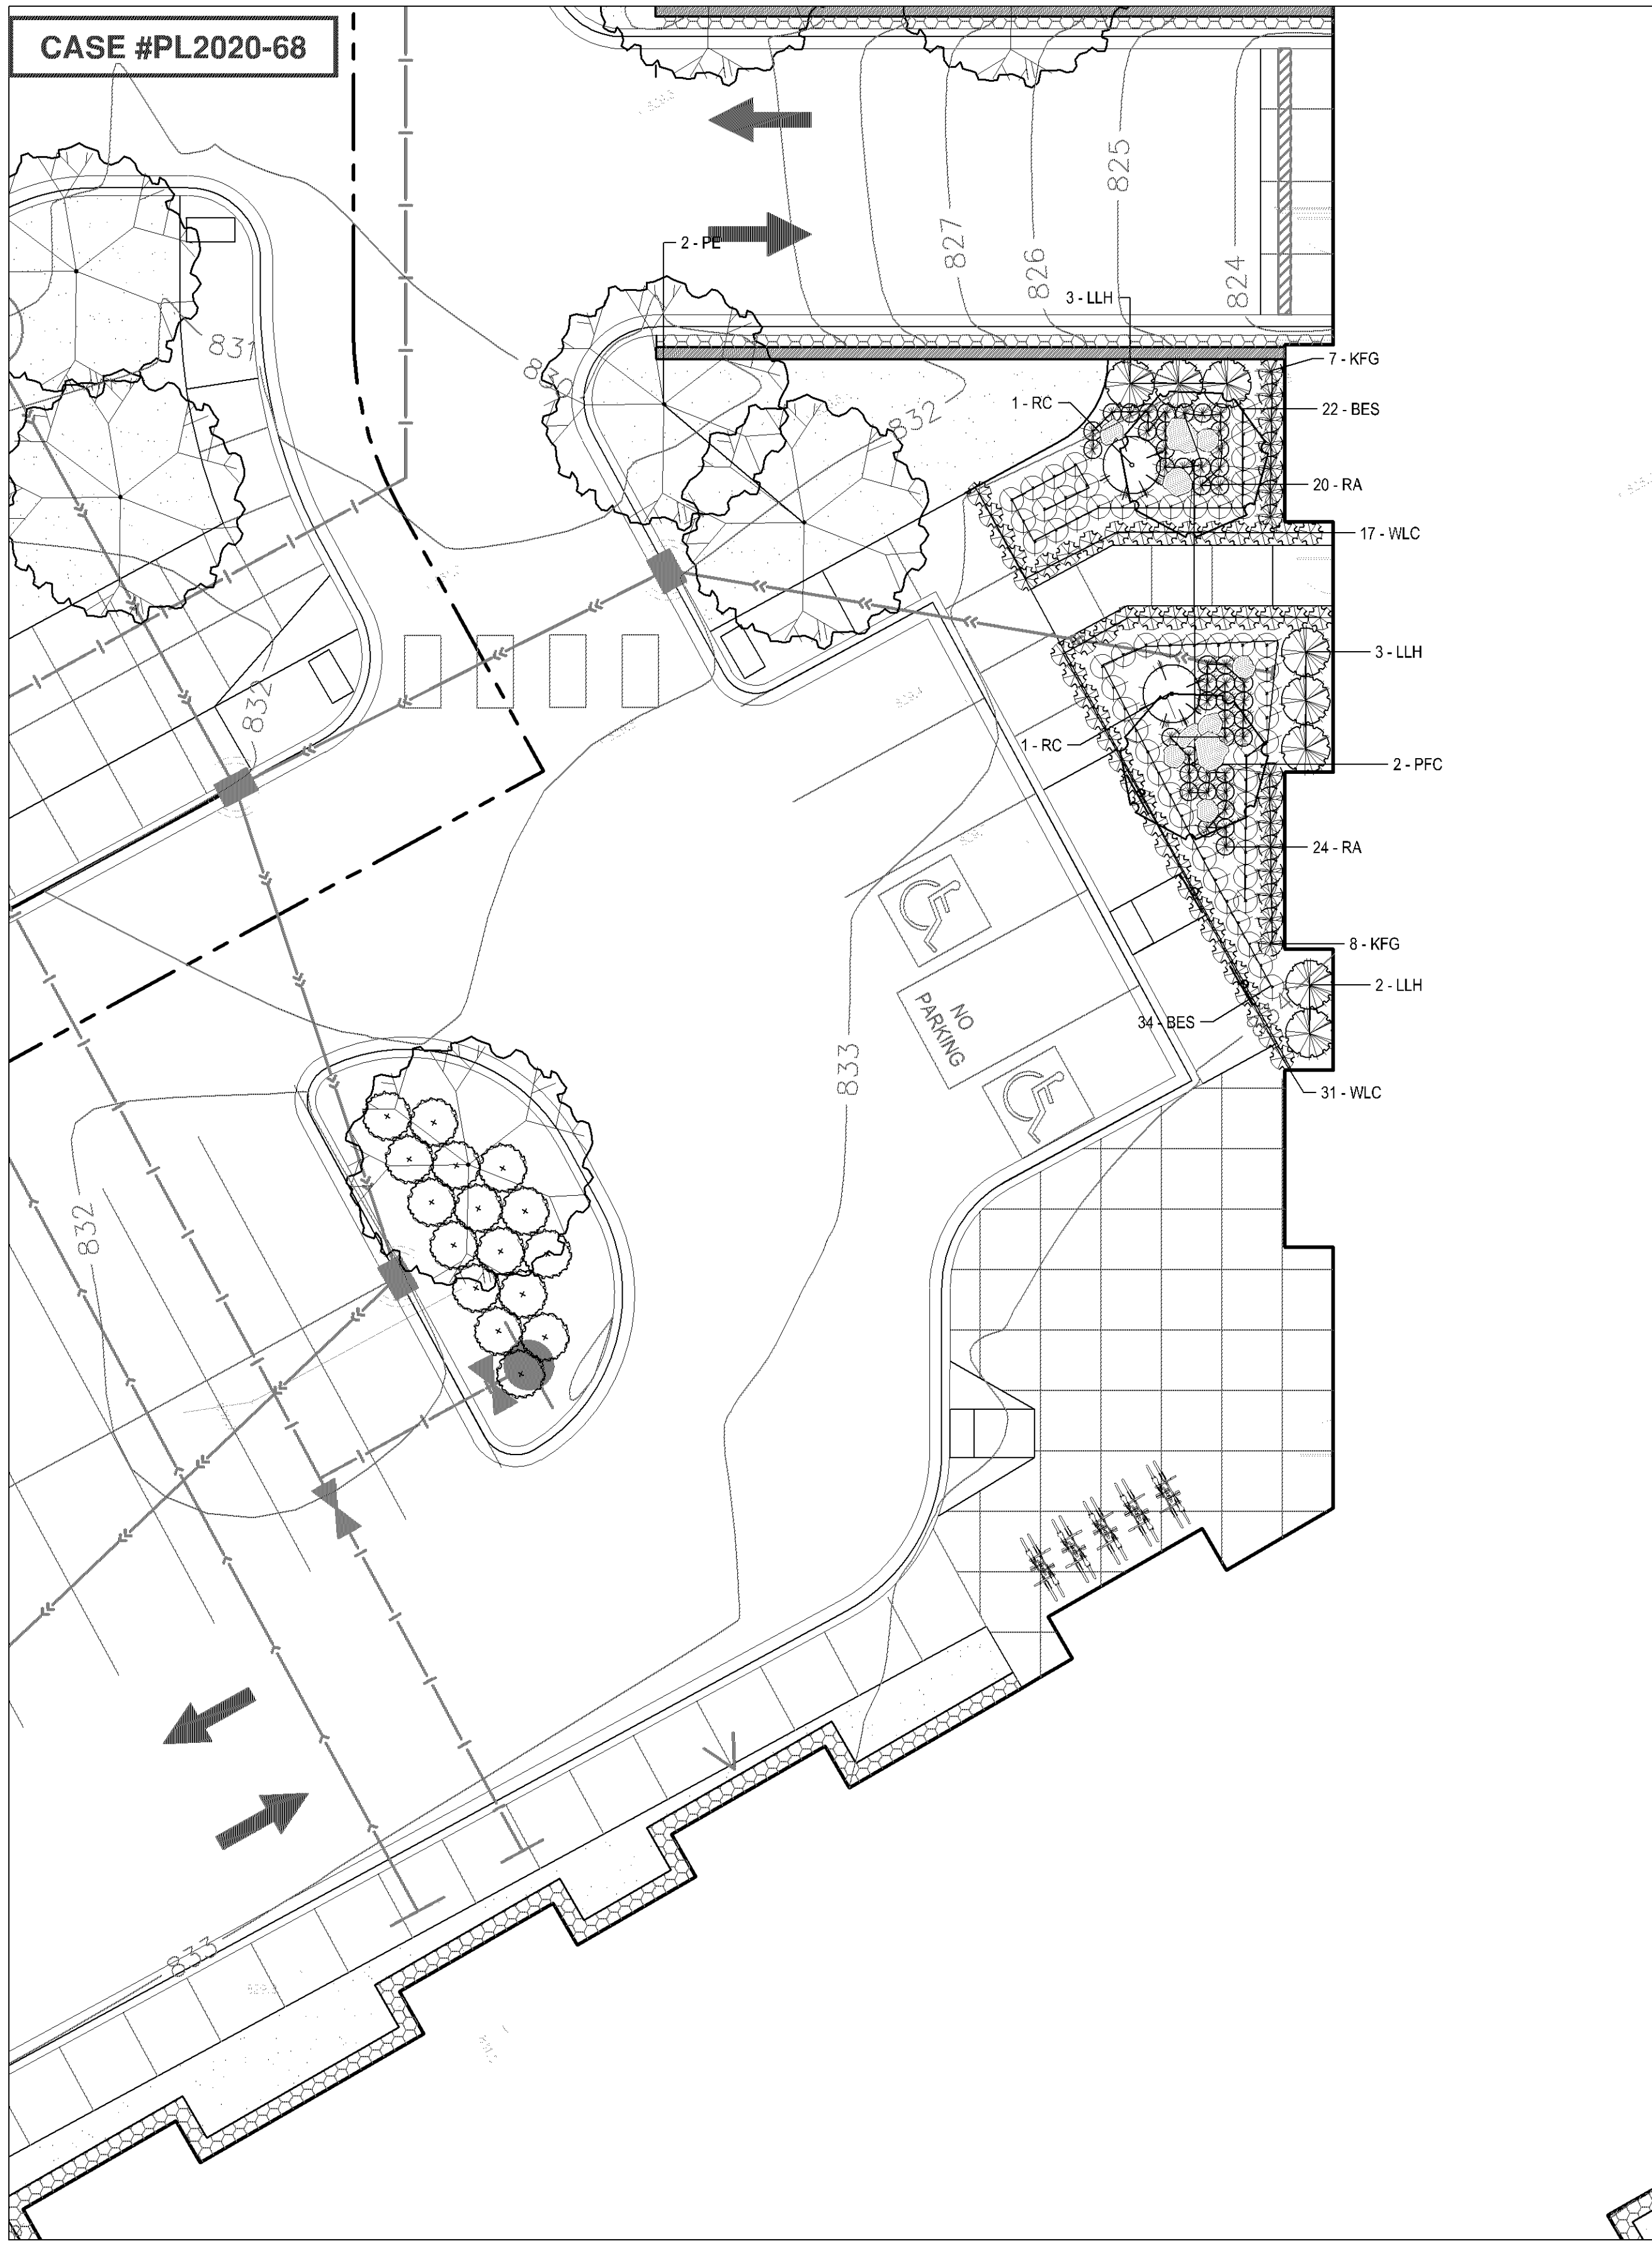 CASE #PL2020-68
825
2 - PE
827
826
824
3 - LLH
831
830
7 - KFG
1 - RC
22 - BES
832
20 - RA
17 - WLC
3 - LLH
832
1 - RC
2 - PFC
24 - RA
8 - KFG
2 - LLH
NO
PARKING
34 - BES
833
31 - WLC
832
833